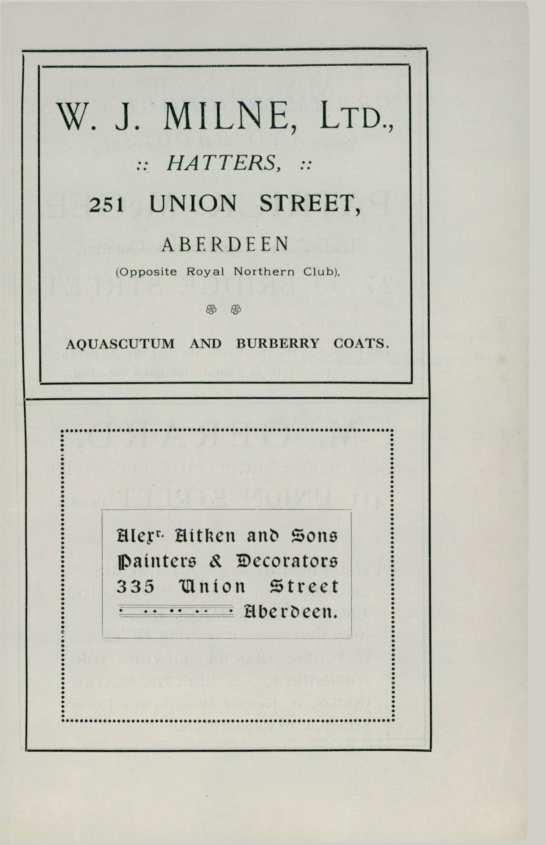 W. J. MILNE, LTD.,
:: HATTERS, ::
251 UNION STREET,
ABERDEEN
(Opposite Royal Northern Club).
AQUASCUTUM AND BURBERRY COATS.
Alexr. Aitken and Sons
Painters & Decorators
335 Union Street
Aberdeen.